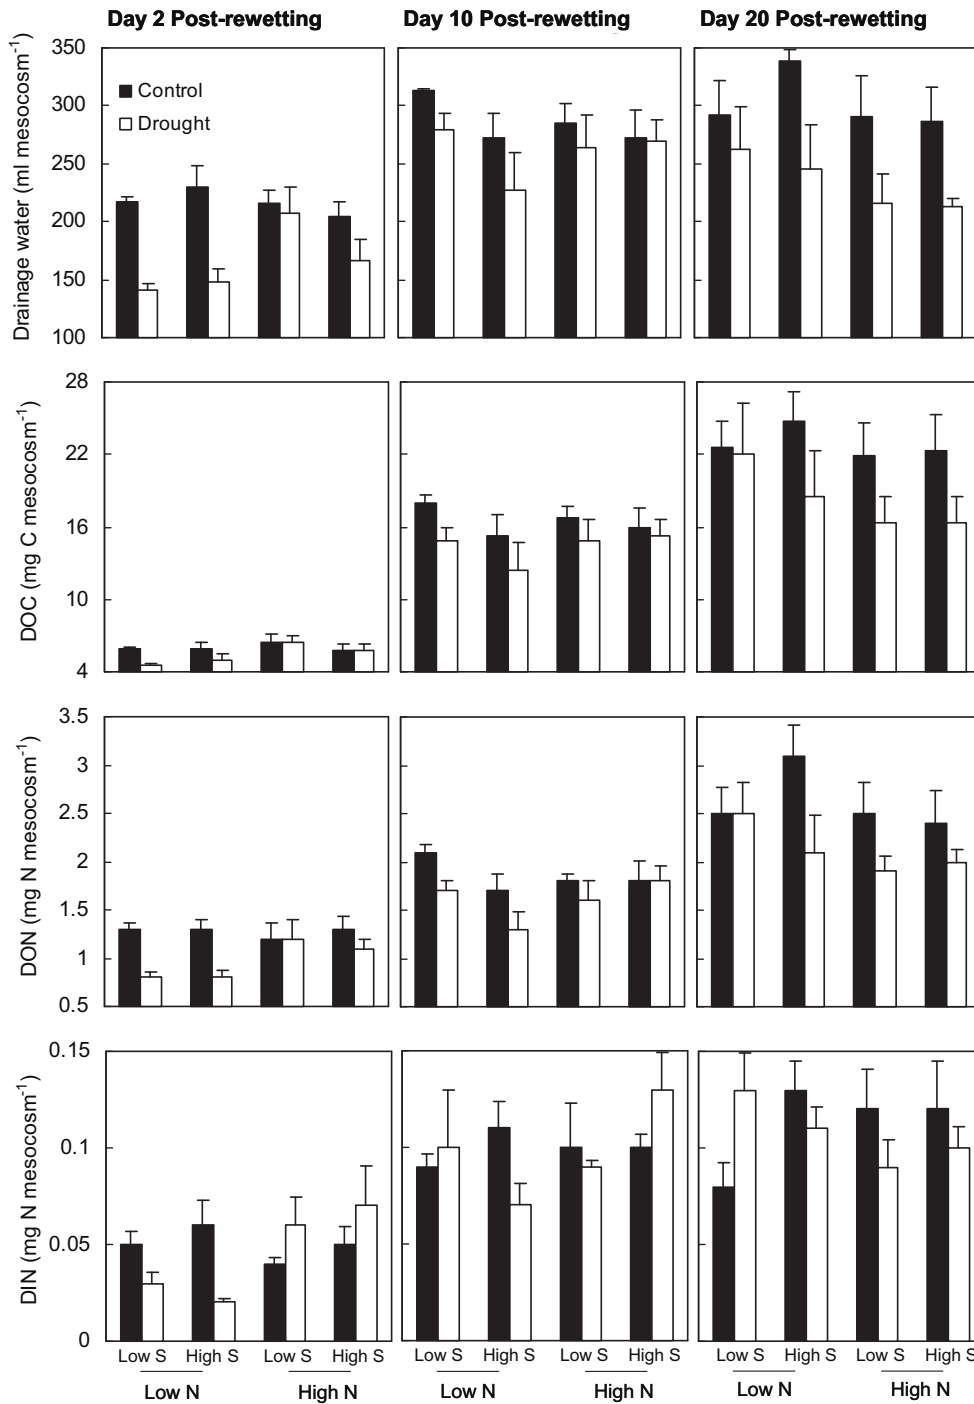 Day 2 Post-rewetting Day 10 Post-rewetting Day 20 Post-rewetting
Drainage water (ml mesocosm⁻¹)
350
300
250
200
150
100
Control
Drought
DOC (mg C mesocosm⁻¹)
28
22
16
10
4
DON (mg N mesocosm⁻¹)
3.5
3
2.5
2
1.5
1
0.5
DIN (mg N mesocosm⁻¹)
0.15
0.1
0.05
0
Low S High S Low S High S Low S High S Low S High S Low S High S Low S High S
Low N High N Low N High N Low N High N